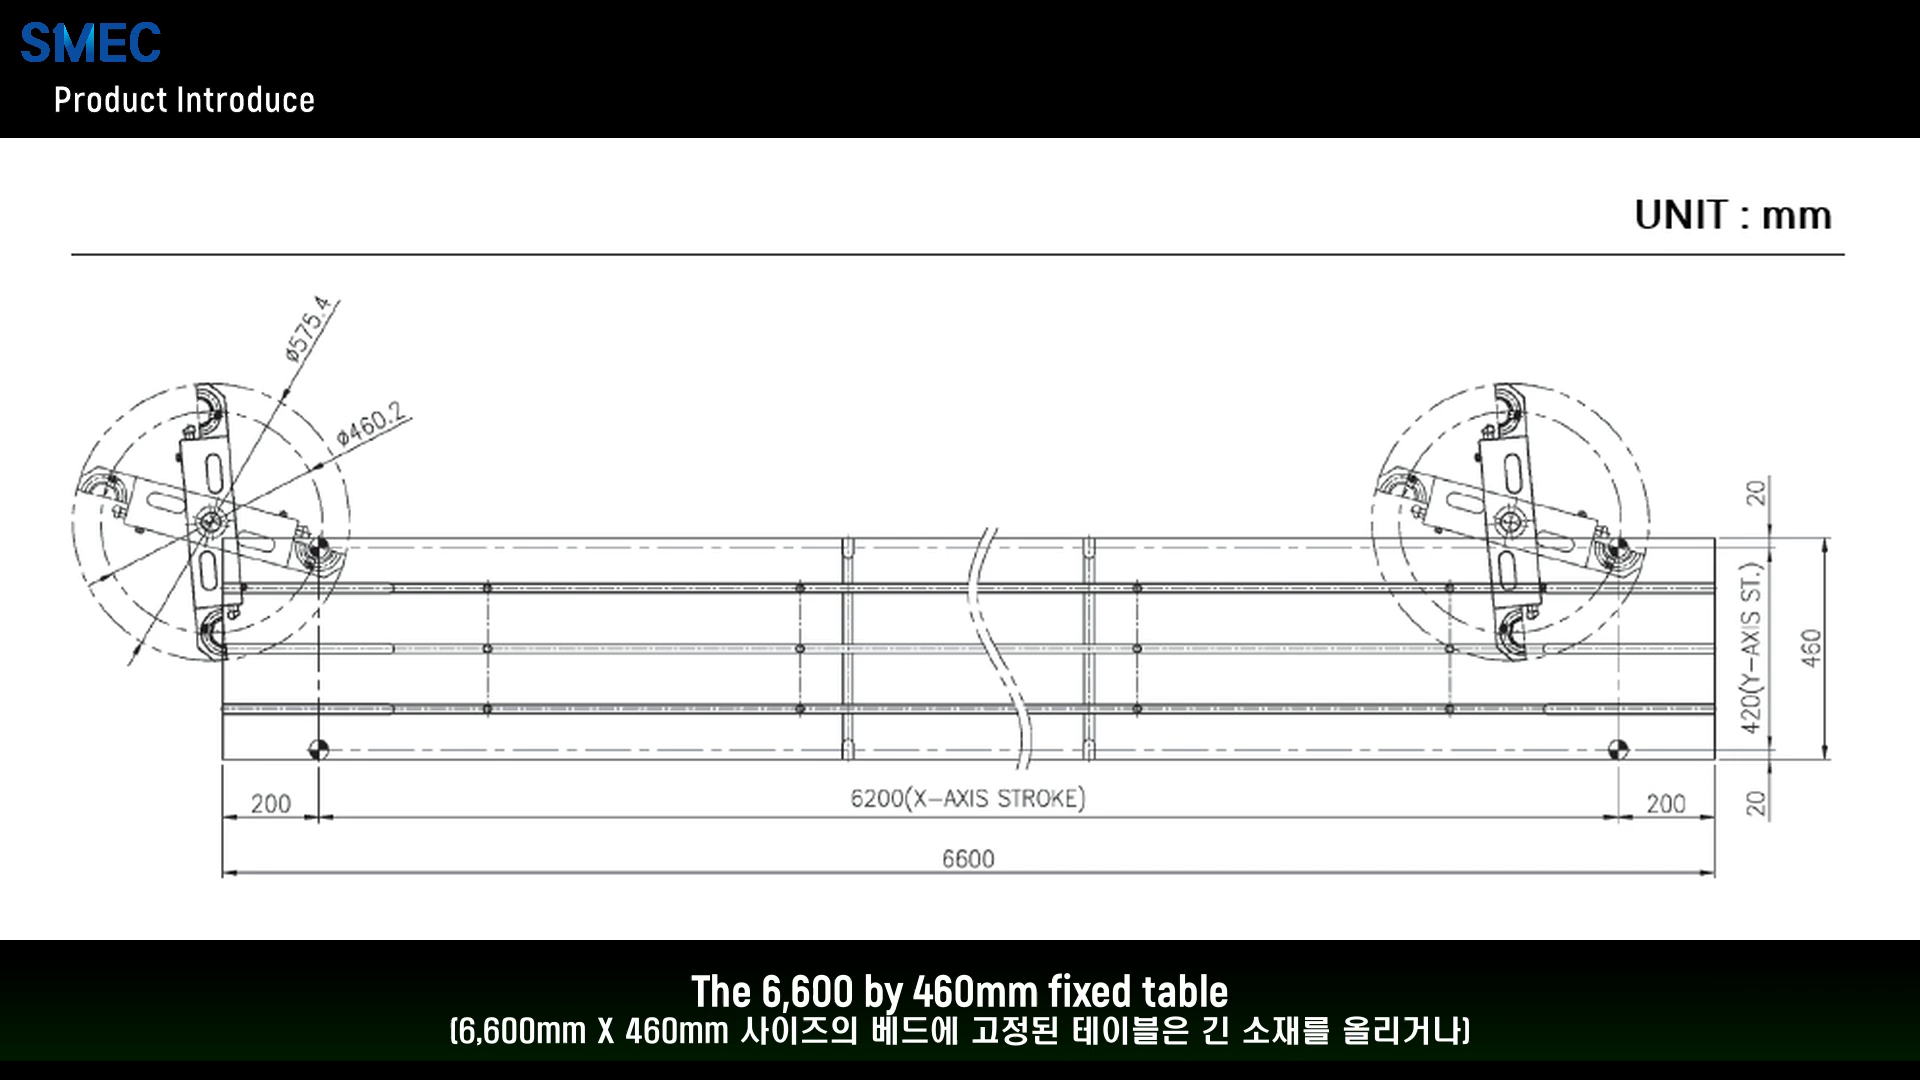 SMEC
Product Introduce
UNIT : mm
ø575.4
ø460.2
20
420(Y-AXIS ST.)
460
20
200
6200(X-AXIS STROKE)
200
6600
The 6,600 by 460mm fixed table
(6,600mm X 460mm 사이즈의 베드에 고정된 테이블은 긴 소재를 올리거나)